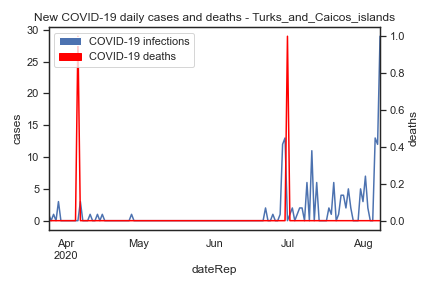 New COVID-19 daily cases and deaths - Turks_and_Caicos_islands
COVID-19 infections
COVID-19 deaths
30
25
20
15
10
5
0
cases
1.0
0.8
0.6
0.4
0.2
0.0
deaths
Apr
2020
May
Jun
Jul
Aug
dateRep